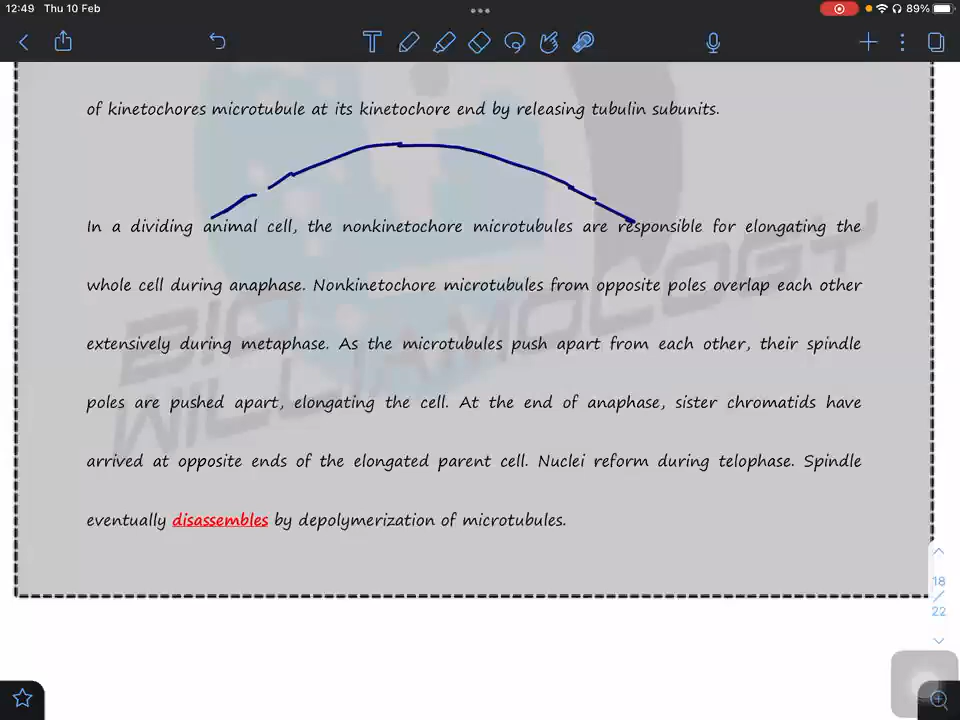 12:49 Thu 10 Feb
89%
of kinetochores microtubule at its kinetochore end by releasing tubulin subunits.
In a dividing animal cell, the nonkinetochore microtubules are responsible for elongating the
whole cell during anaphase. Nonkinetochore microtubules from opposite poles overlap each other
extensively during metaphase. As the microtubules push apart from each other, their spindle
poles are pushed apart, elongating the cell. At the end of anaphase, sister chromatids have
arrived at opposite ends of the elongated parent cell. Nuclei reform during telophase. Spindle
eventually disassembles by depolymerization of microtubules.
BIO
WILLIAMOLOGY
18
/
22